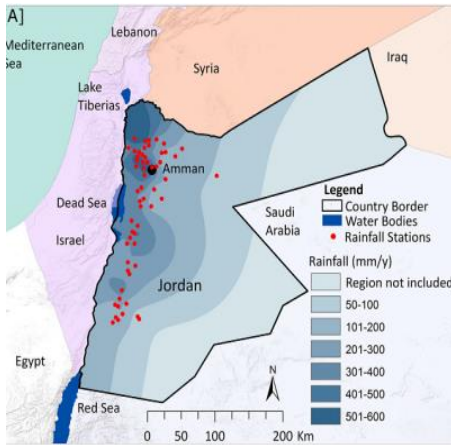 A]
Lebanon
Mediterranean
Sea
Syria
Iraq
Lake
Tiberias
Amman
Dead Sea
Israel
Saudi
Arabia
Jordan
Egypt
Red Sea
Legend
Country Border
Water Bodies
Rainfall Stations
Rainfall (mm/y)
Region not included
50-100
101-200
201-300
301-400
401-500
501-600
N
0 50 100 200 Km